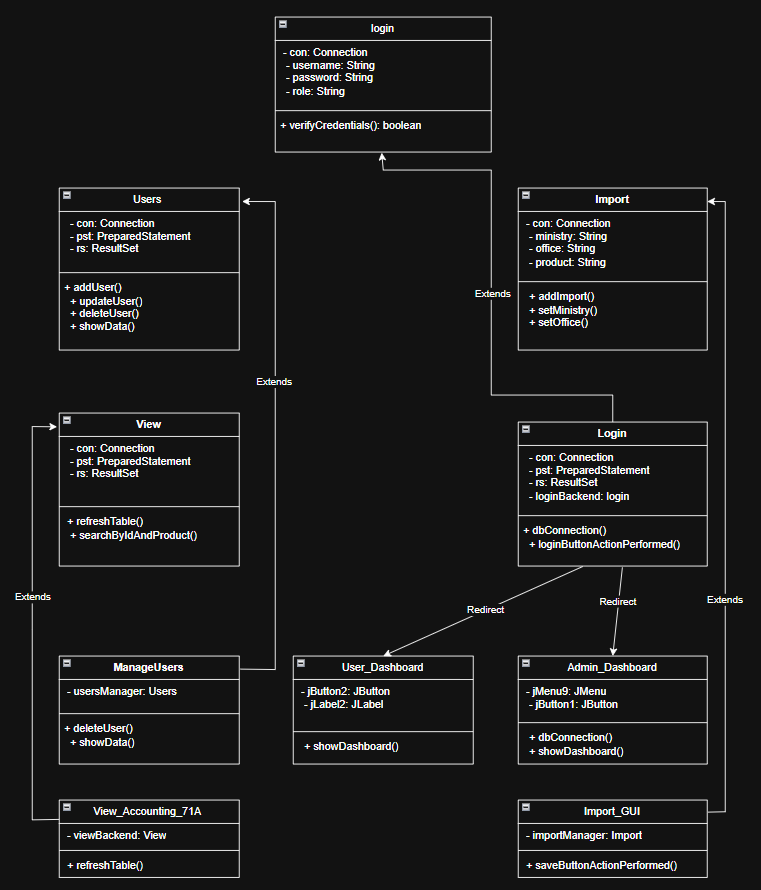 login
- con: Connection
- username: String
- password: String
- role: String
+ verifyCredentials(): boolean
Users
- con: Connection
- pst: PreparedStatement
- rs: ResultSet
+ addUser()
+ updateUser()
+ deleteUser()
+ showData()
Import
- con: Connection
- ministry: String
- office: String
- product: String
+ addImport()
+ setMinistry()
+ setOffice()
Extends
Extends
View
- con: Connection
- pst: PreparedStatement
- rs: ResultSet
+ refreshTable()
+ searchByIdAndProduct()
Login
- con: Connection
- pst: PreparedStatement
- rs: ResultSet
- loginBackend: login
+ dbConnection()
+ loginButtonActionPerformed()
Extends
Redirect
Redirect
Extends
ManageUsers
- usersManager: Users
+ deleteUser()
+ showData()
User_Dashboard
- jButton2: JButton
- jLabel2: JLabel
+ showDashboard()
Admin_Dashboard
- jMenu9: JMenu
- jButton1: JButton
+ dbConnection()
+ showDashboard()
View_Accounting_71A
- viewBackend: View
+ refreshTable()
Import_GUI
- importManager: Import
+ saveButtonActionPerformed()